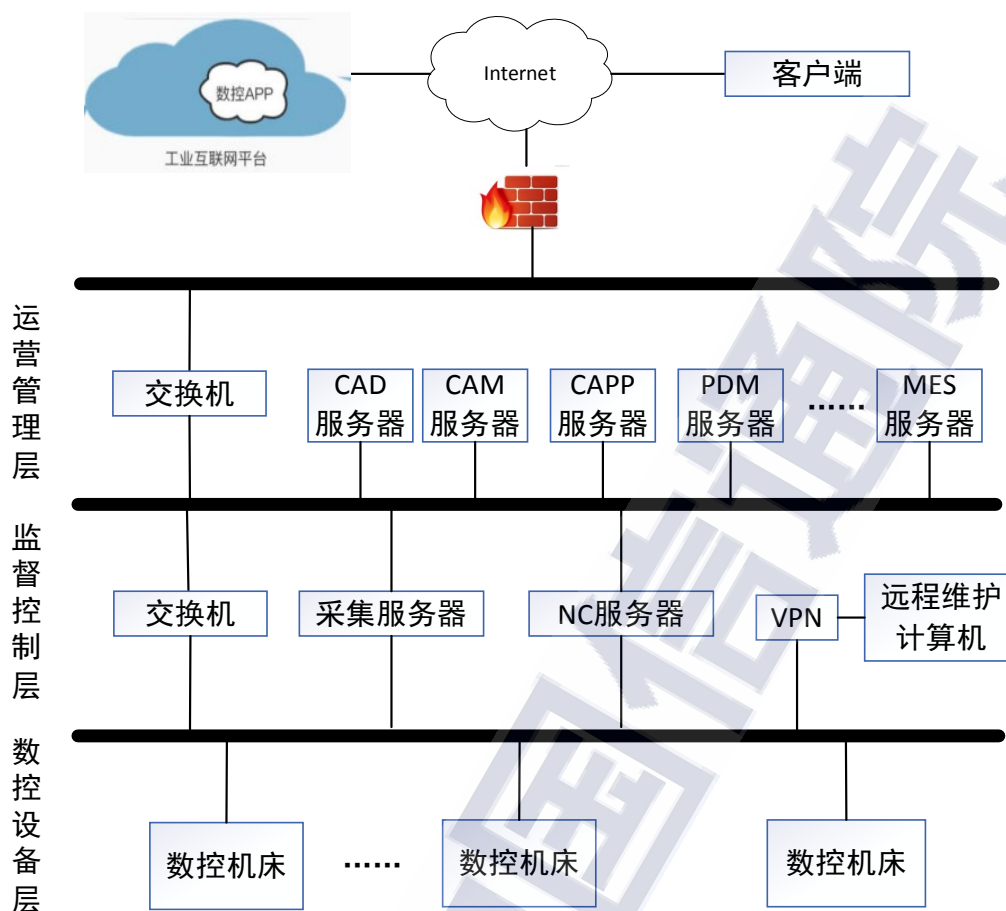 数控APP
工业互联网平台
Internet
客户端
运营管理层
交换机
CAD
服务器
CAM
服务器
CAPP
服务器
PDM
服务器
……
MES
服务器
监督控制层
交换机
采集服务器
NC服务器
VPN
远程维护
计算机
数控设备层
数控机床
……
数控机床
数控机床
国信通院